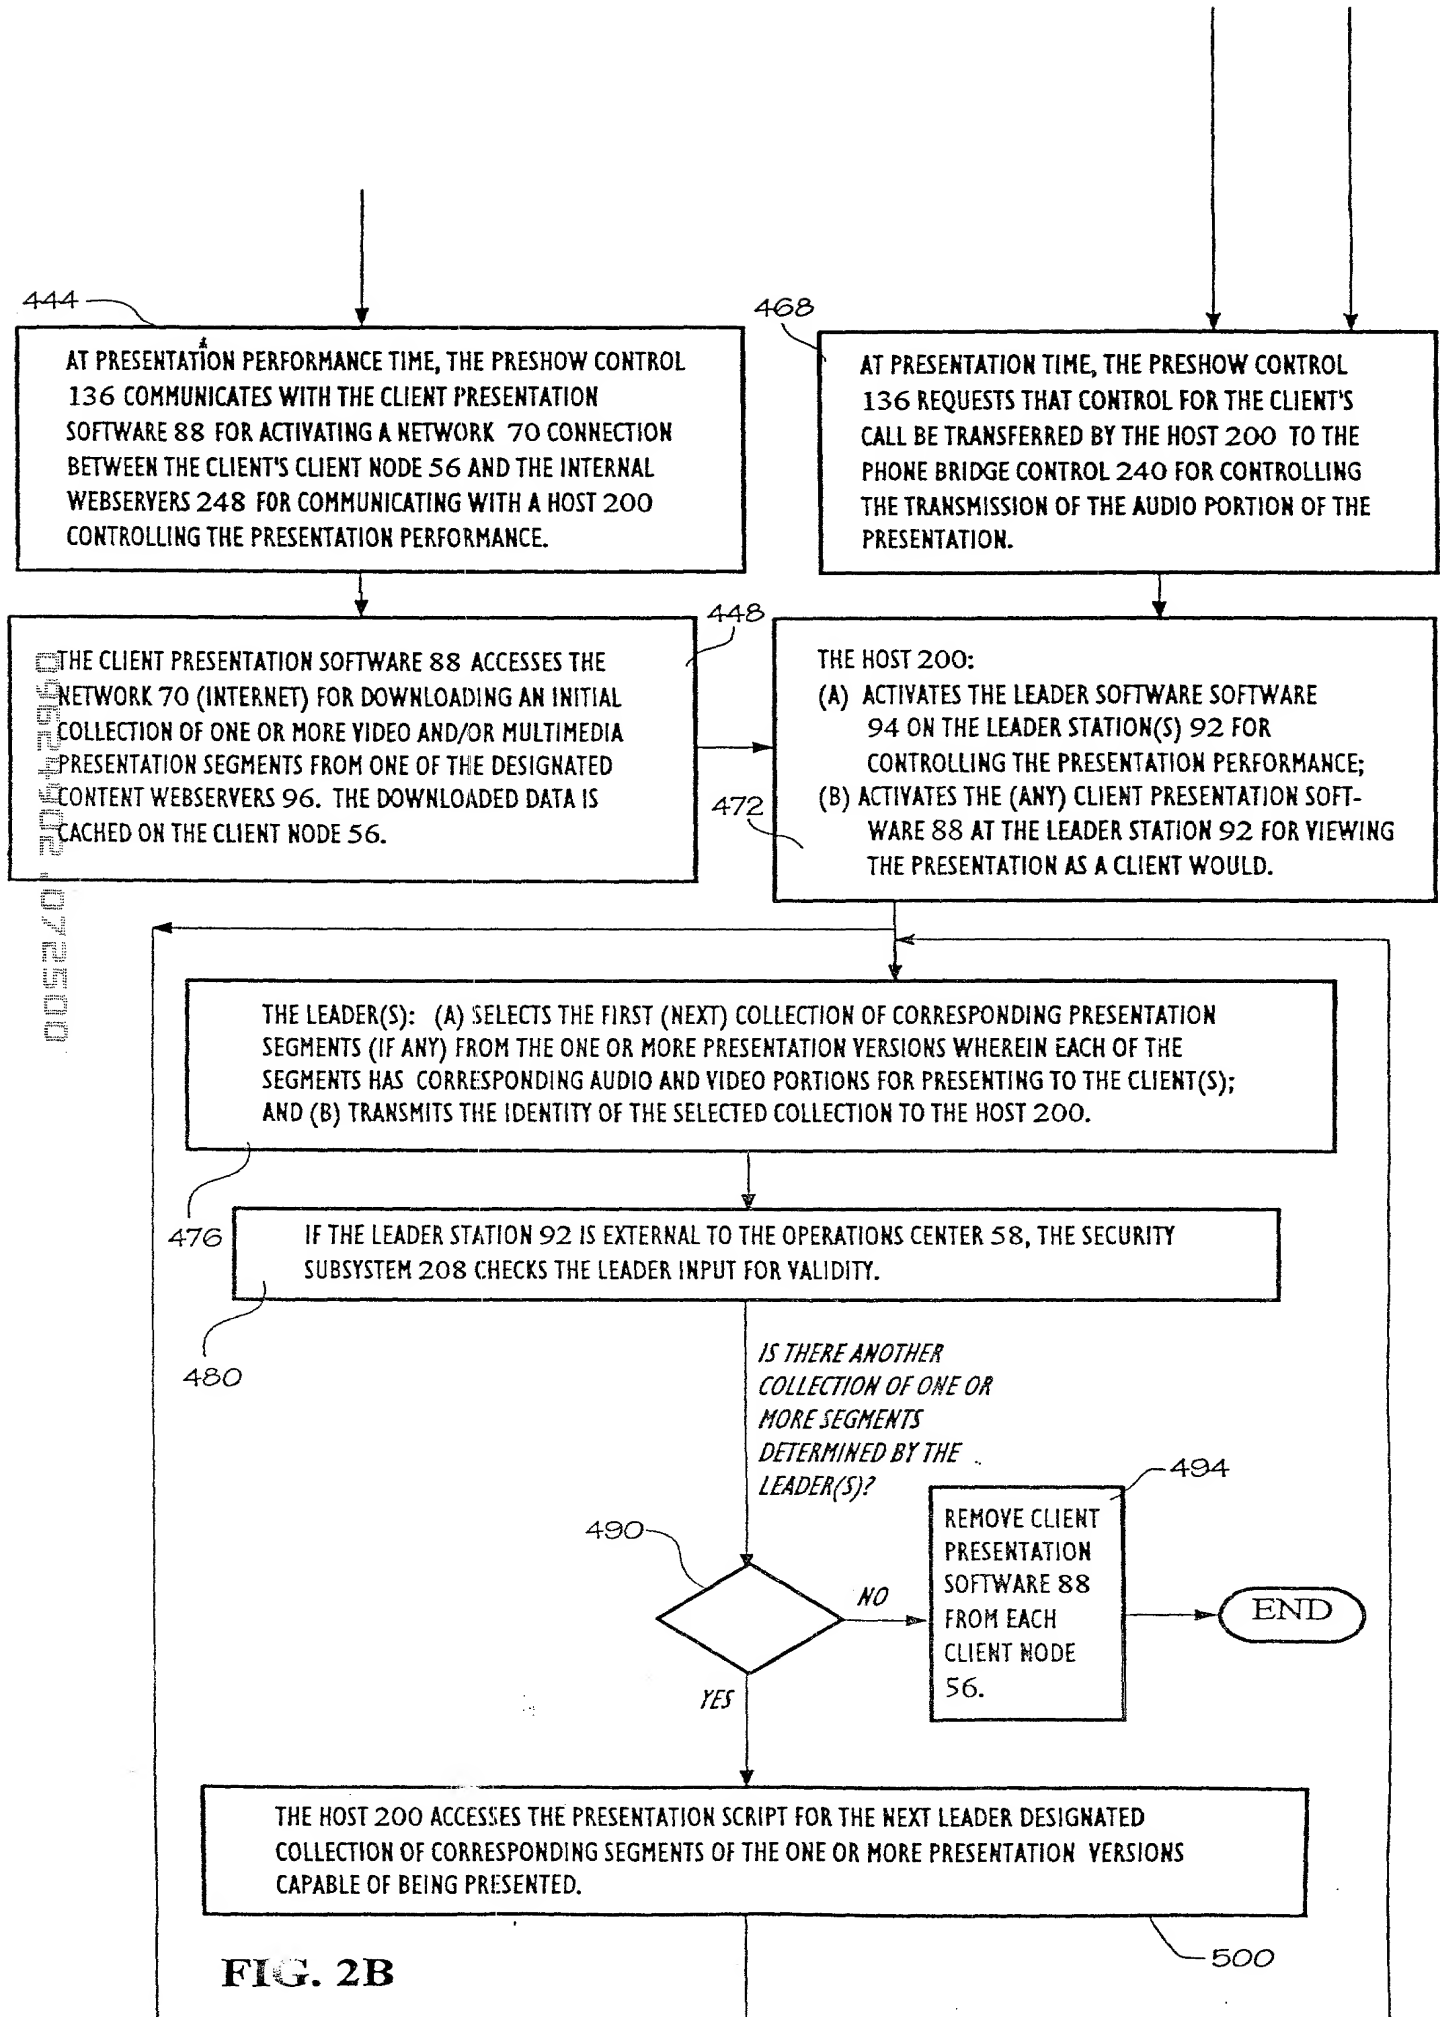 444
AT PRESENTATION PERFORMANCE TIME, THE PRESHOW CONTROL
136 COMMUNICATES WITH THE CLIENT PRESENTATION
SOFTWARE 88 FOR ACTIVATING A NETWORK 70 CONNECTION
BETWEEN THE CLIENT'S CLIENT NODE 56 AND THE INTERNAL
WEBSERVERS 248 FOR COMMUNICATING WITH A HOST 200
CONTROLLING THE PRESENTATION PERFORMANCE.
468
AT PRESENTATION TIME, THE PRESHOW CONTROL
136 REQUESTS THAT CONTROL FOR THE CLIENT'S
CALL BE TRANSFERRED BY THE HOST 200 TO THE
PHONE BRIDGE CONTROL 240 FOR CONTROLLING
THE TRANSMISSION OF THE AUDIO PORTION OF THE
PRESENTATION.
448
THE CLIENT PRESENTATION SOFTWARE 88 ACCESSES THE
NETWORK 70 (INTERNET) FOR DOWNLOADING AN INITIAL
COLLECTION OF ONE OR MORE VIDEO AND/OR MULTIMEDIA
PRESENTATION SEGMENTS FROM ONE OF THE DESIGNATED
CONTENT WEBSERVERS 96. THE DOWNLOADED DATA IS
CACHED ON THE CLIENT NODE 56.
472
THE HOST 200:
(A) ACTIVATES THE LEADER SOFTWARE SOFTWARE
94 ON THE LEADER STATION(S) 92 FOR
CONTROLLING THE PRESENTATION PERFORMANCE;
(B) ACTIVATES THE (ANY) CLIENT PRESENTATION SOFT-
WARE 88 AT THE LEADER STATION 92 FOR VIEWING
THE PRESENTATION AS A CLIENT WOULD.
THE LEADER(S): (A) SELECTS THE FIRST (NEXT) COLLECTION OF CORRESPONDING PRESENTATION
SEGMENTS (IF ANY) FROM THE ONE OR MORE PRESENTATION VERSIONS WHEREIN EACH OF THE
SEGMENTS HAS CORRESPONDING AUDIO AND VIDEO PORTIONS FOR PRESENTING TO THE CLIENT(S);
AND (B) TRANSMITS THE IDENTITY OF THE SELECTED COLLECTION TO THE HOST 200.
476
IF THE LEADER STATION 92 IS EXTERNAL TO THE OPERATIONS CENTER 58, THE SECURITY
SUBSYSTEM 208 CHECKS THE LEADER INPUT FOR VALIDITY.
480
IS THERE ANOTHER
COLLECTION OF ONE OR
MORE SEGMENTS
DETERMINED BY THE
LEADER(S)?
490
NO
YES
494
REMOVE CLIENT
PRESENTATION
SOFTWARE 88
FROM EACH
CLIENT NODE
56.
END
THE HOST 200 ACCESSES THE PRESENTATION SCRIPT FOR THE NEXT LEADER DESIGNATED
COLLECTION OF CORRESPONDING SEGMENTS OF THE ONE OR MORE PRESENTATION VERSIONS
CAPABLE OF BEING PRESENTED.
500
FIG. 2B